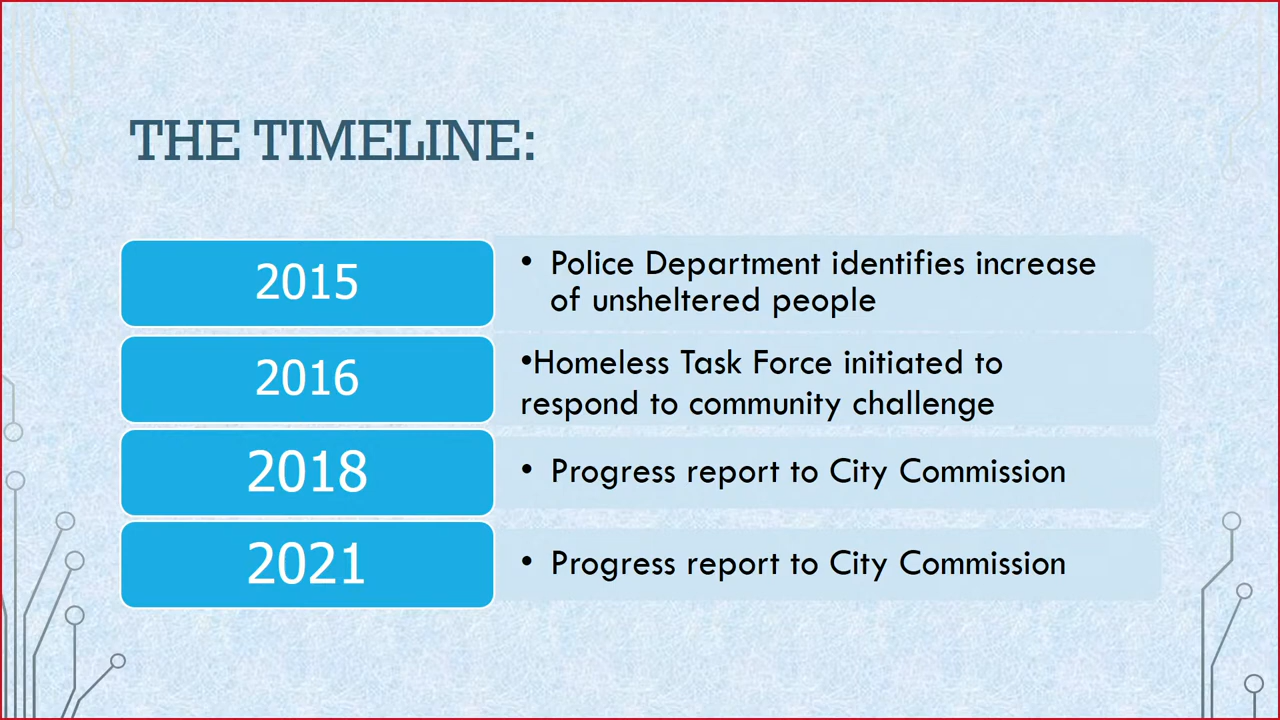 THE TIMELINE:
2015
• Police Department identifies increase
of unsheltered people
2016
•Homeless Task Force initiated to
respond to community challenge
2018
• Progress report to City Commission
2021
• Progress report to City Commission